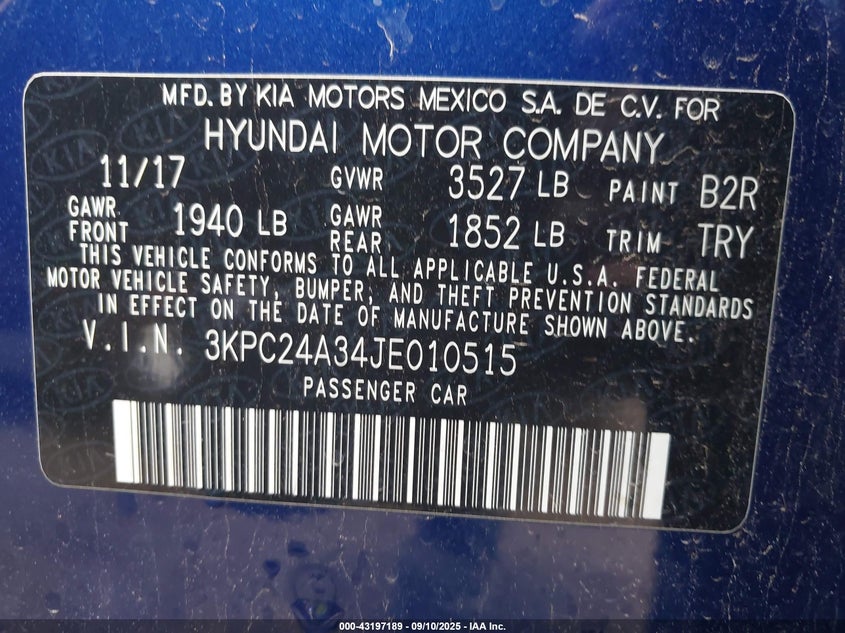 MFD. BY KIA MOTORS MEXICO S.A. DE C.V. FOR
HYUNDAI MOTOR COMPANY
11/17 GVWR 3527 LB PAINT B2R
GAWR FRONT 1940 LB GAWR REAR 1852 LB TRIM TRY
THIS VEHICLE CONFORMS TO ALL APPLICABLE U.S.A. FEDERAL
MOTOR VEHICLE SAFETY, BUMPER, AND THEFT PREVENTION STANDARDS
IN EFFECT ON THE DATE OF MANUFACTURE SHOWN ABOVE.
V.I.N. 3KPC24A34JE010515
PASSENGER CAR
000-43197189 - 09/10/2025 - IAA Inc.